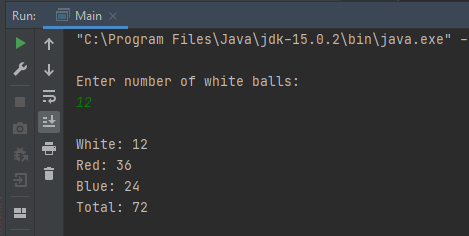 Run: Main ×
"C:\Program Files\Java\jdk-15.0.2\bin\java.exe" -
Enter number of white balls:
12
White: 12
Red: 36
Blue: 24
Total: 72